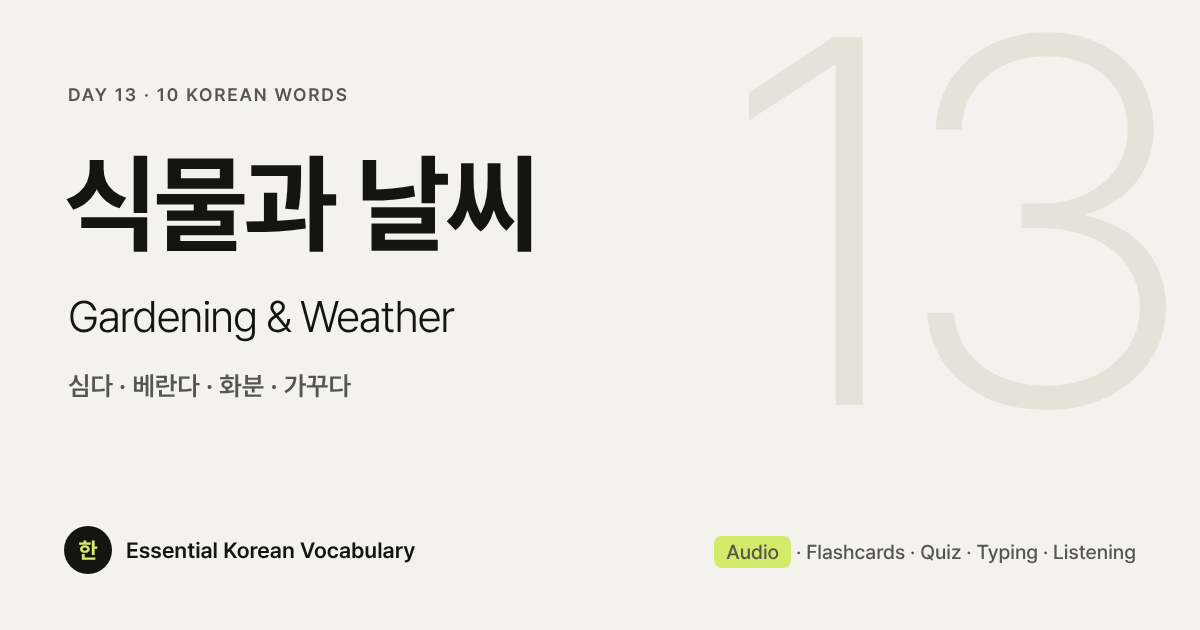 DAY 13 · 10 KOREAN WORDS
13
식물과 날씨
Gardening & Weather
심다 · 베란다 · 화분 · 가꾸다
한 Essential Korean Vocabulary
Audio · Flashcards · Quiz · Typing · Listening